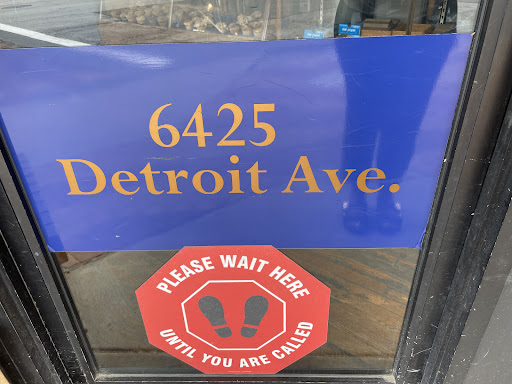 6425
Detroit Ave.
PLEASE WAIT HERE
UNTIL YOU ARE CALLED